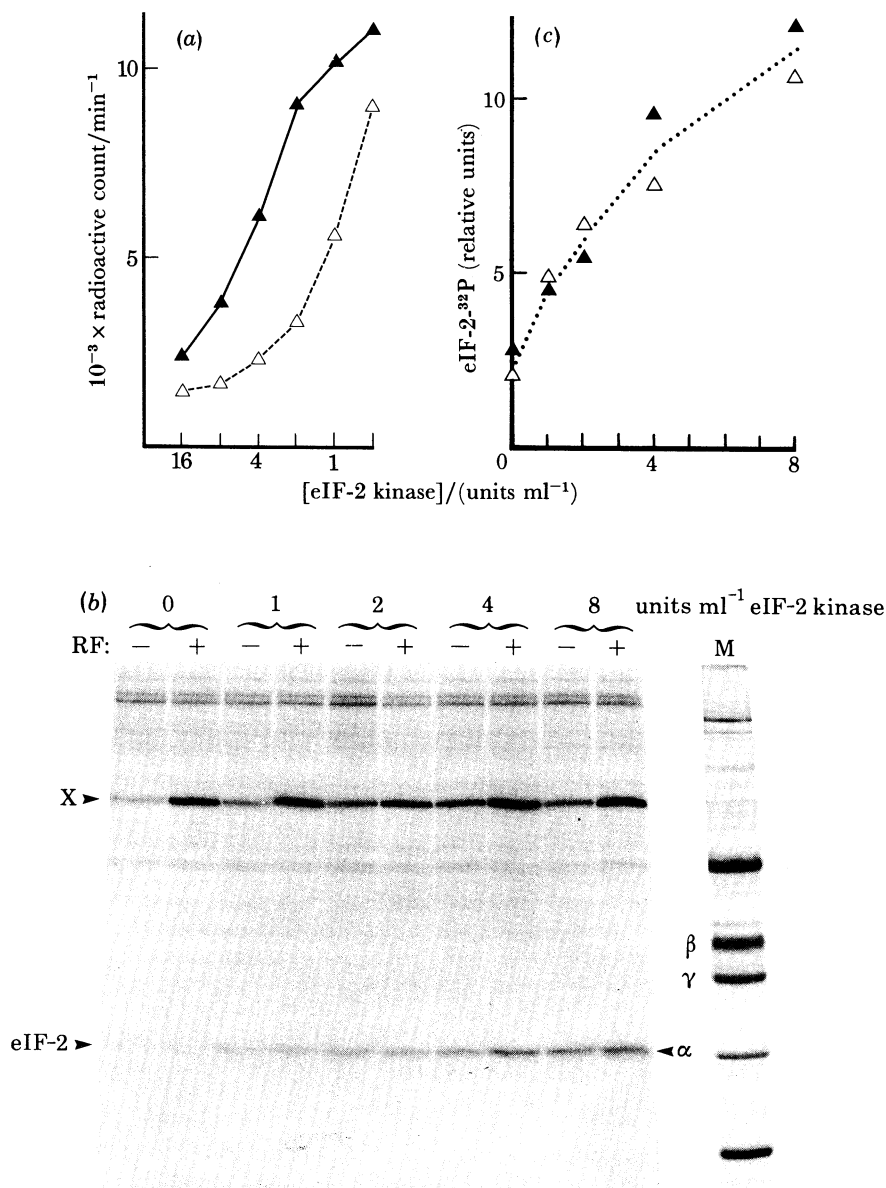 (a)
10
5
10⁻³ × radioactive count/min⁻¹
16 4 1
(c)
10
5
eIF-2-³²P (relative units)
0 4 8
[eIF-2 kinase]/(units ml⁻¹)
(b) 0 1 2 4 8 units ml⁻¹ eIF-2 kinase
RF: − + − + − + − + − + M
X
β
γ
eIF-2 α